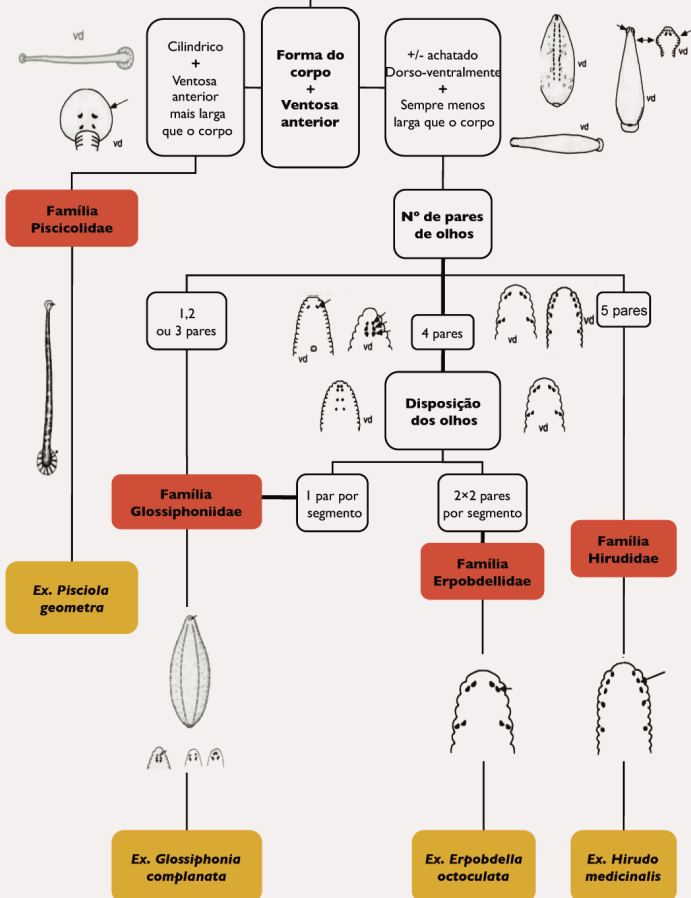 vd
vd
Cilindrico
+
Ventosa
anterior
mais larga
que o corpo
Forma do
corpo
+
Ventosa
anterior
+/- achatado
Dorso-ventralmente
+
Sempre menos
larga que o corpo
vd
vd
vd
vd
Família
Piscicolidae
Nº de pares
de olhos
1,2
ou 3 pares
vd
vd
4 pares
vd
vd
5 pares
vd
Disposição
dos olhos
vd
Família
Glossiphoniidae
1 par por
segmento
2×2 pares
por segmento
Família
Erpobdellidae
Família
Hirudidae
Ex. Pisciola
geometra
Ex. Glossiphonia
complanata
Ex. Erpobdella
octoculata
Ex. Hirudo
medicinalis